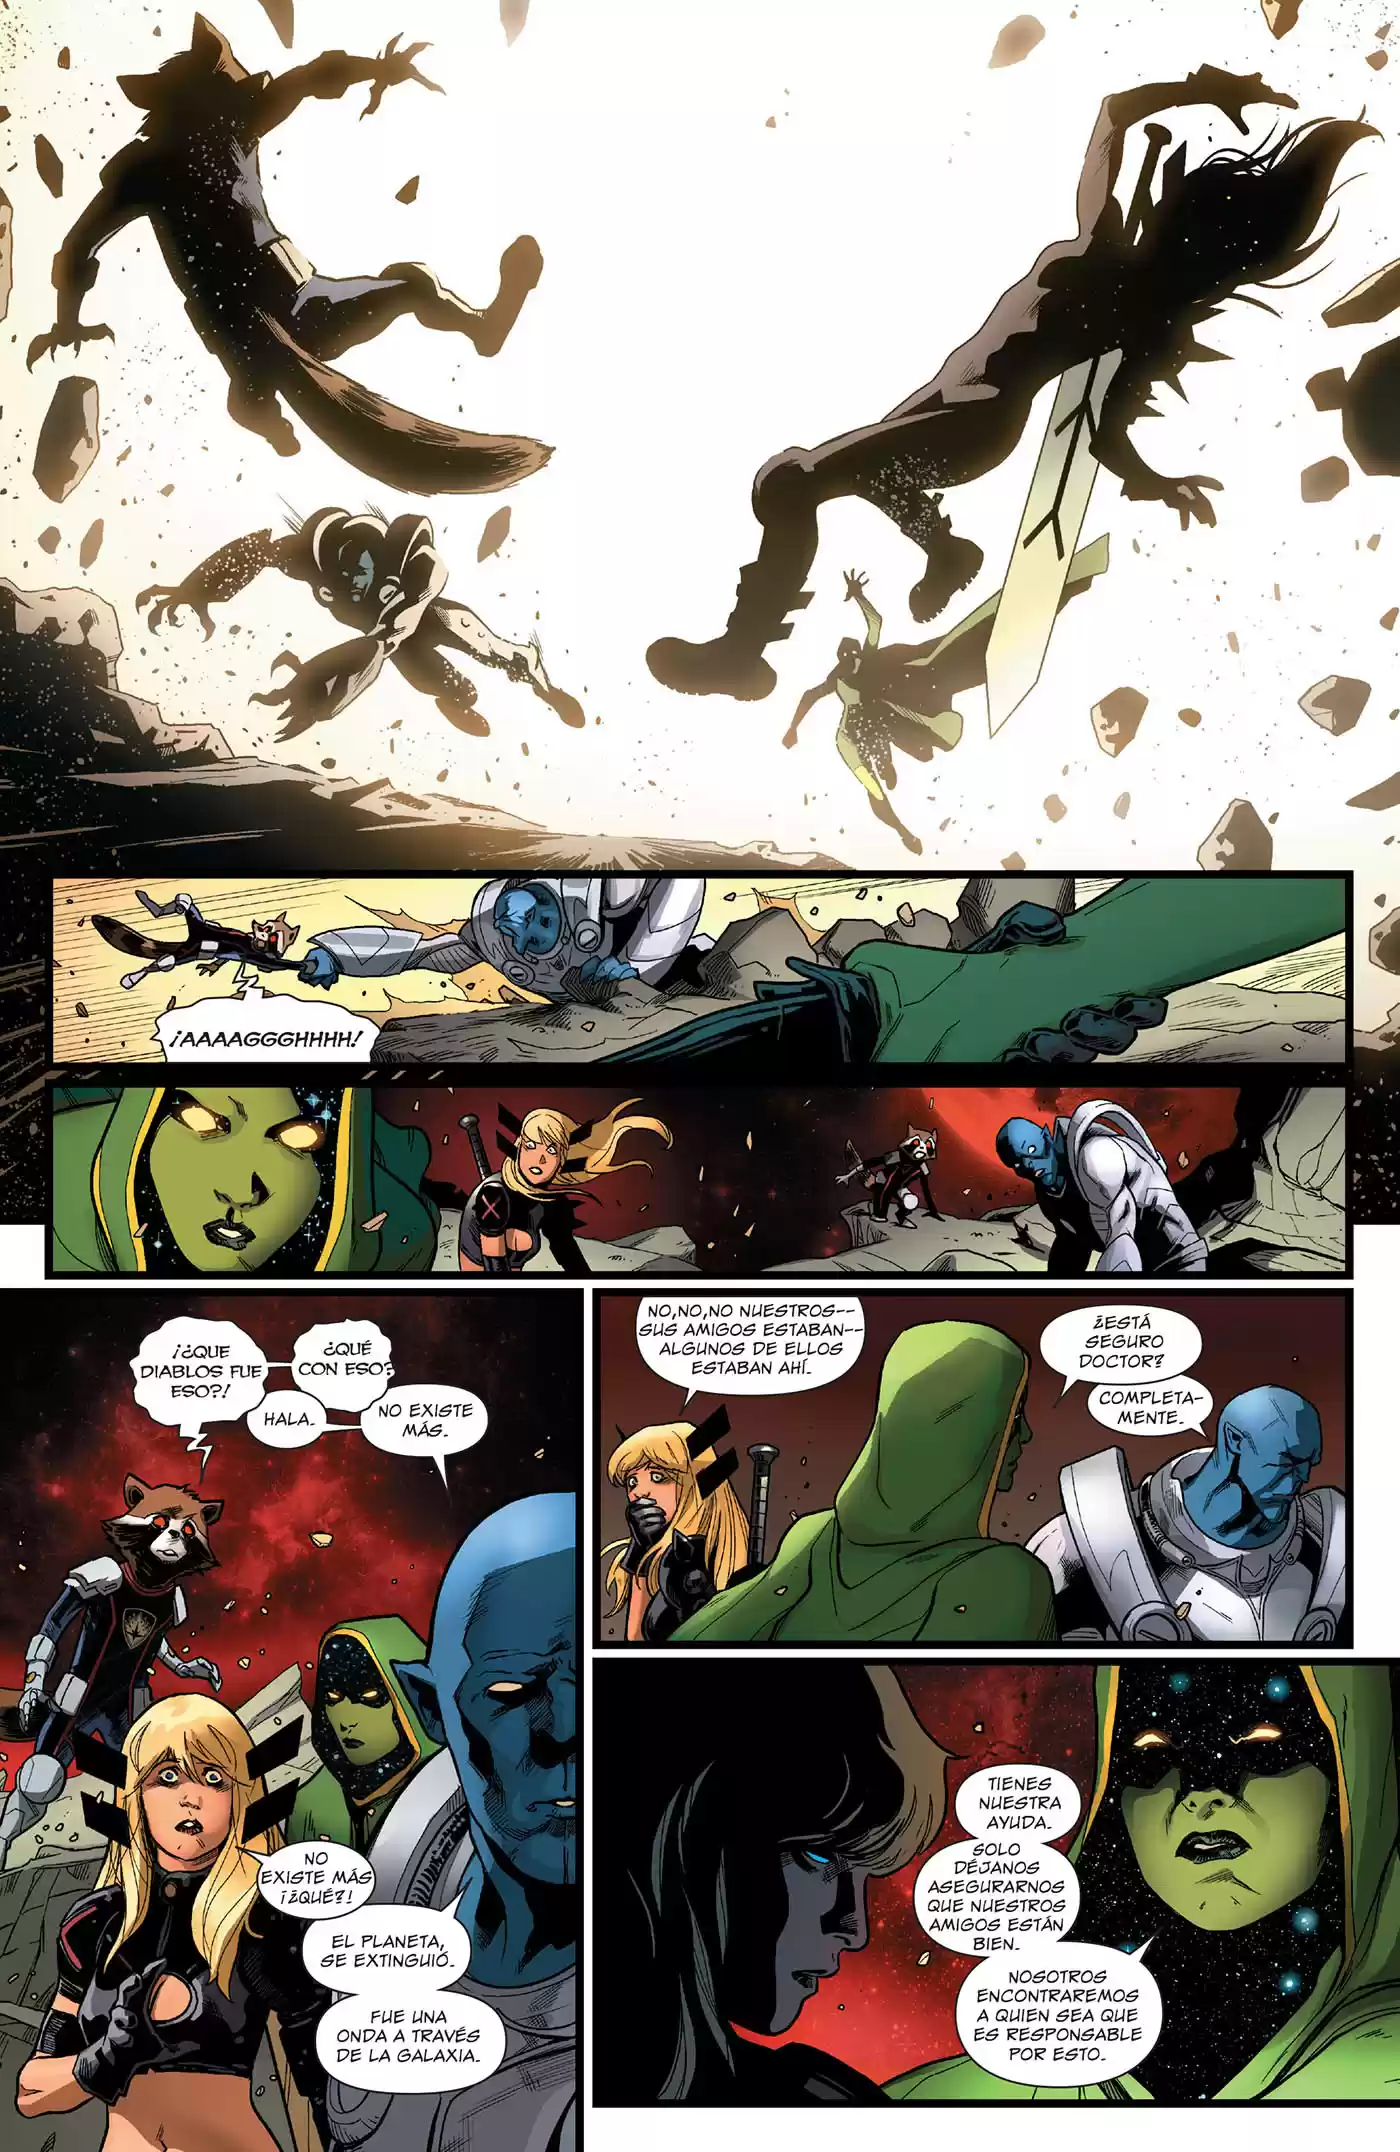 ¡AAAAGGGHHHH!
¡¿QUE
DIABLOS FUE
ESO?!
¿QUÉ
CON ESO?
HALA.
NO EXISTE
MÁS.
NO
EXISTE MÁS
¡¿QUÉ?!
EL PLANETA,
SE EXTINGUIÓ.
FUE UNA
ONDA A TRAVÉS
DE LA GALAXIA.
NO,NO,NO NUESTROS--
SUS AMIGOS ESTABAN--
ALGUNOS DE ELLOS
ESTABAN AHÍ.
¿ESTÁ
SEGURO
DOCTOR?
COMPLETA-
MENTE.
TIENES
NUESTRA
AYUDA.
SOLO
DÉJANOS
ASEGURARNOS
QUE NUESTROS
AMIGOS ESTÁN
BIEN.
NOSOTROS
ENCONTRAREMOS
A QUIEN SEA QUE
ES RESPONSABLE
POR ESTO.